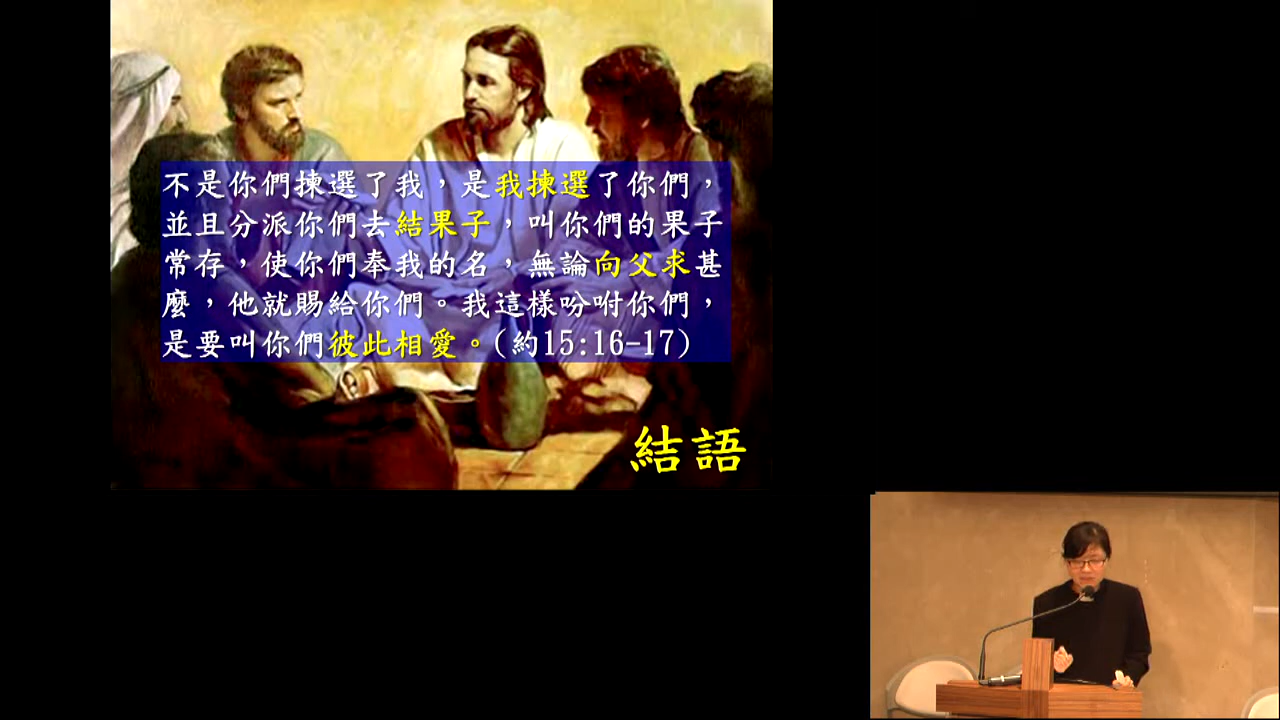 不是你們揀選了我，是我揀選了你們，
並且分派你們去結果子，叫你們的果子
常存，使你們奉我的名，無論向父求甚
麼，他就賜給你們。我這樣吩咐你們，
是要叫你們彼此相愛。(約15:16-17)
結語